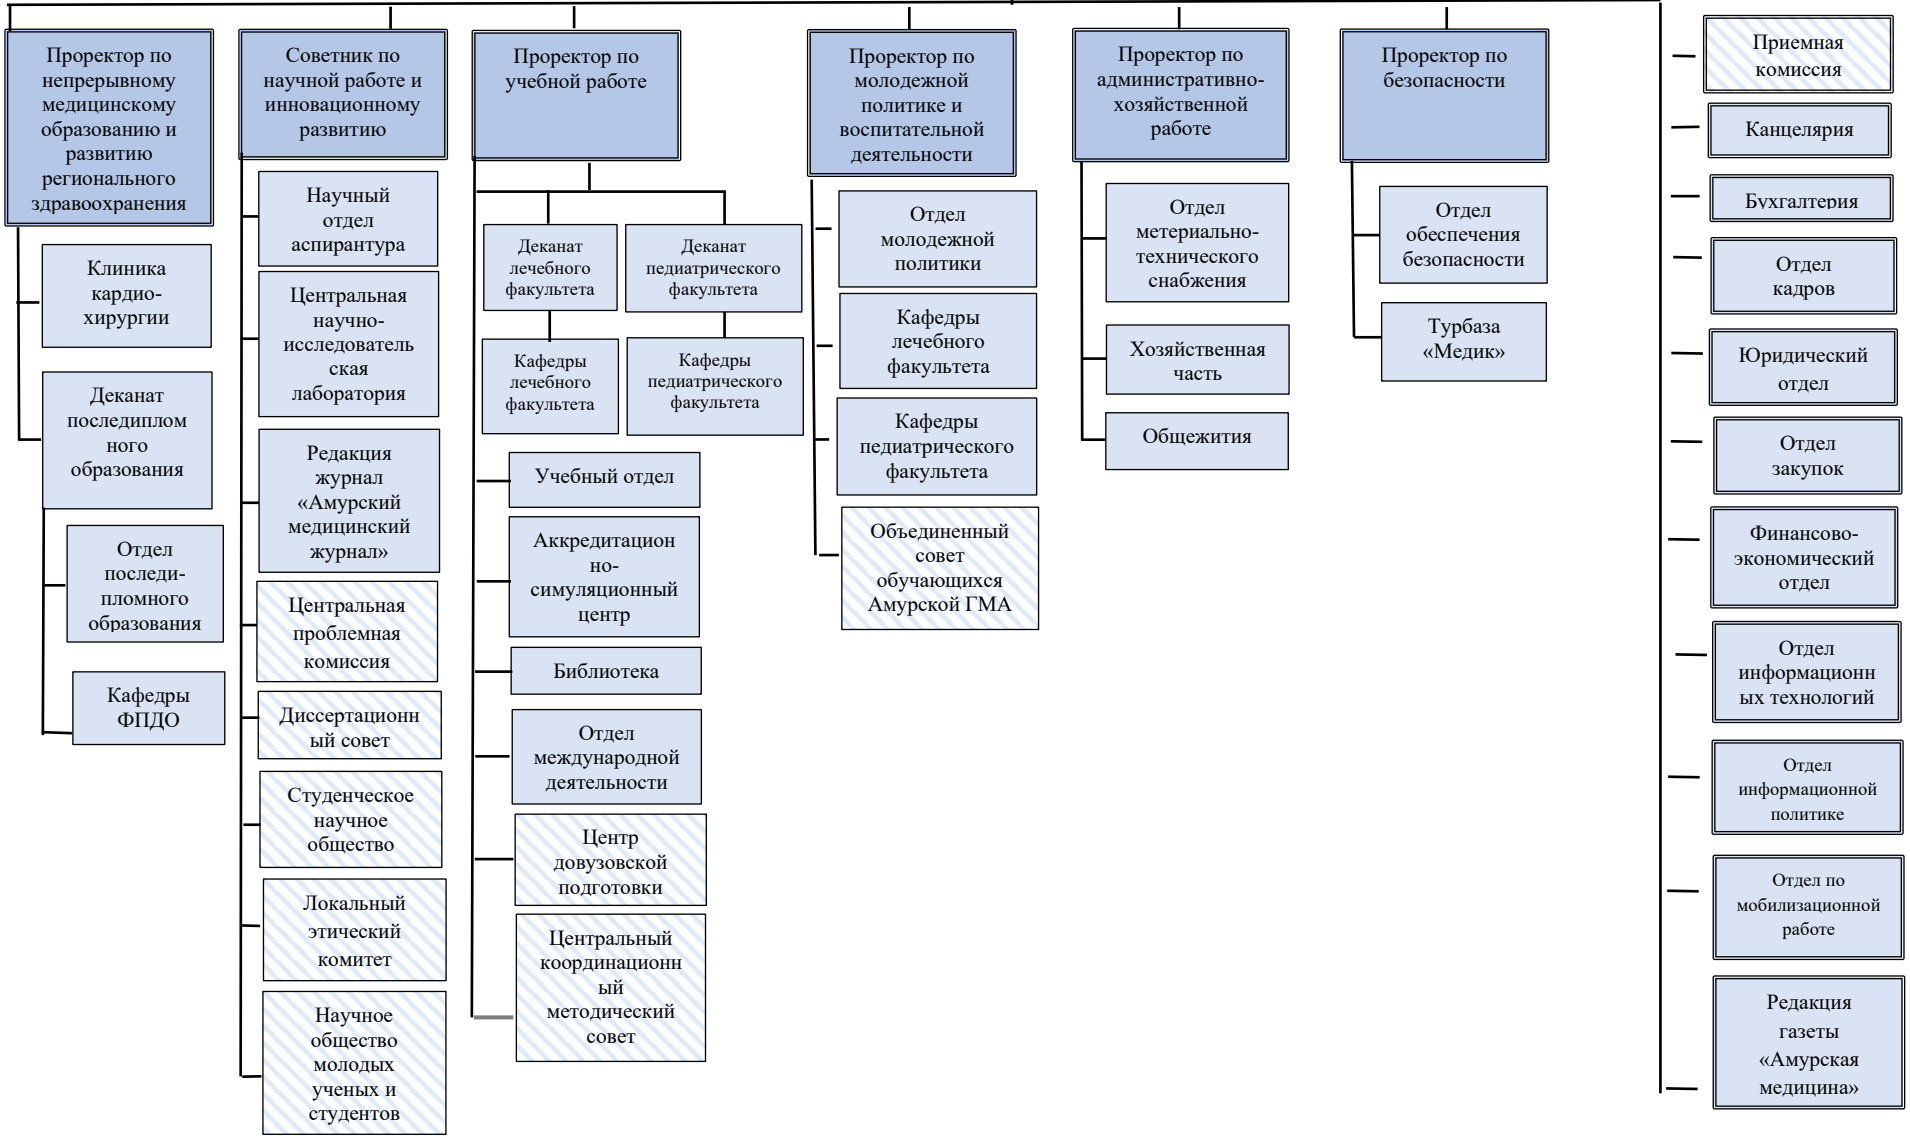 Проректор по
непрерывному
медицинскому
образованию и
развитию
регионального
здравоохранения
Клиника
кардио-
хирургии
Деканат
последиплом
ного
образования
Отдел
последи-
пломного
образования
Кафедры
ФПДО
Советник по
научной работе и
инновационному
развитию
Научный
отдел
аспирантура
Центральная
научно-
исследователь
ская
лаборатория
Редакция
журнал
«Амурский
медицинский
журнал»
Центральная
проблемная
комиссия
Диссертационн
ый совет
Студенческое
научное
общество
Локальный
этический
комитет
Научное
общество
молодых
ученых и
студентов
Проректор по
учебной работе
Деканат
лечебного
факультета
Деканат
педиатрического
факультета
Кафедры
лечебного
факультета
Кафедры
педиатрического
факультета
Учебный отдел
Аккредитацион
но-
симуляционный
центр
Библиотека
Отдел
международной
деятельности
Центр
довузовской
подготовки
Центральный
координационн
ый
методический
совет
Проректор по
молодежной
политике и
воспитательной
деятельности
Отдел
молодежной
политики
Кафедры
лечебного
факультета
Кафедры
педиатрического
факультета
Объединенный
совет
обучающихся
Амурской ГМА
Проректор по
административно-
хозяйственной
работе
Отдел
метериально-
технического
снабжения
Хозяйственная
часть
Общежития
Проректор по
безопасности
Отдел
обеспечения
безопасности
Турбаза
«Медик»
Приемная
комиссия
Канцелярия
Бухгалтерия
Отдел
кадров
Юридический
отдел
Отдел
закупок
Финансово-
экономический
отдел
Отдел
информационн
ых технологий
Отдел
информационной
политике
Отдел по
мобилизационной
работе
Редакция
газеты
«Амурская
медицина»